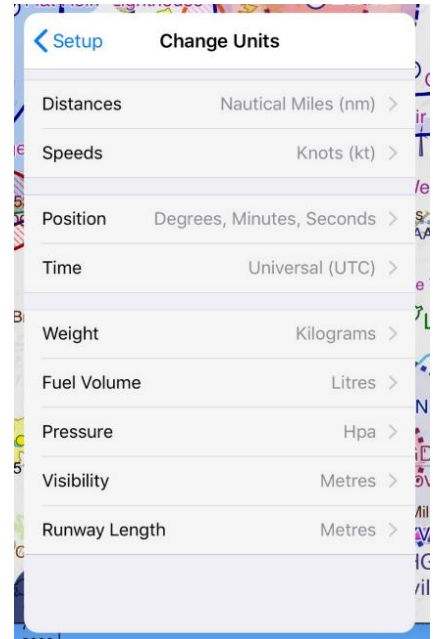 Setup Change Units
Distances Nautical Miles (nm)
Speeds Knots (kt)
Position Degrees, Minutes, Seconds
Time Universal (UTC)
Weight Kilograms
Fuel Volume Litres
Pressure Hpa
Visibility Metres
Runway Length Metres